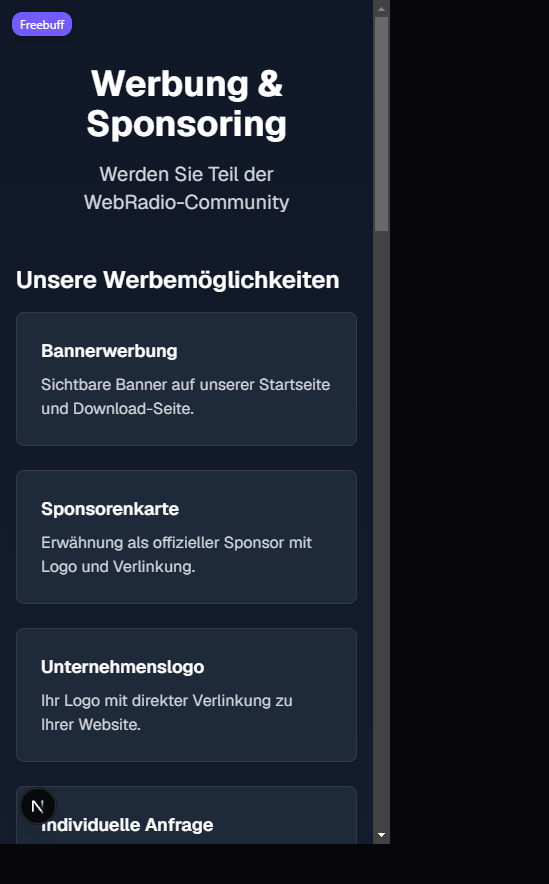 Freebuff
Werbung &
Sponsoring
Werden Sie Teil der
WebRadio-Community
Unsere Werbemöglichkeiten
Bannerwerbung
Sichtbare Banner auf unserer Startseite
und Download-Seite.
Sponsorenkarte
Erwähnung als offizieller Sponsor mit
Logo und Verlinkung.
Unternehmenslogo
Ihr Logo mit direkter Verlinkung zu
Ihrer Website.
N
Individuelle Anfrage